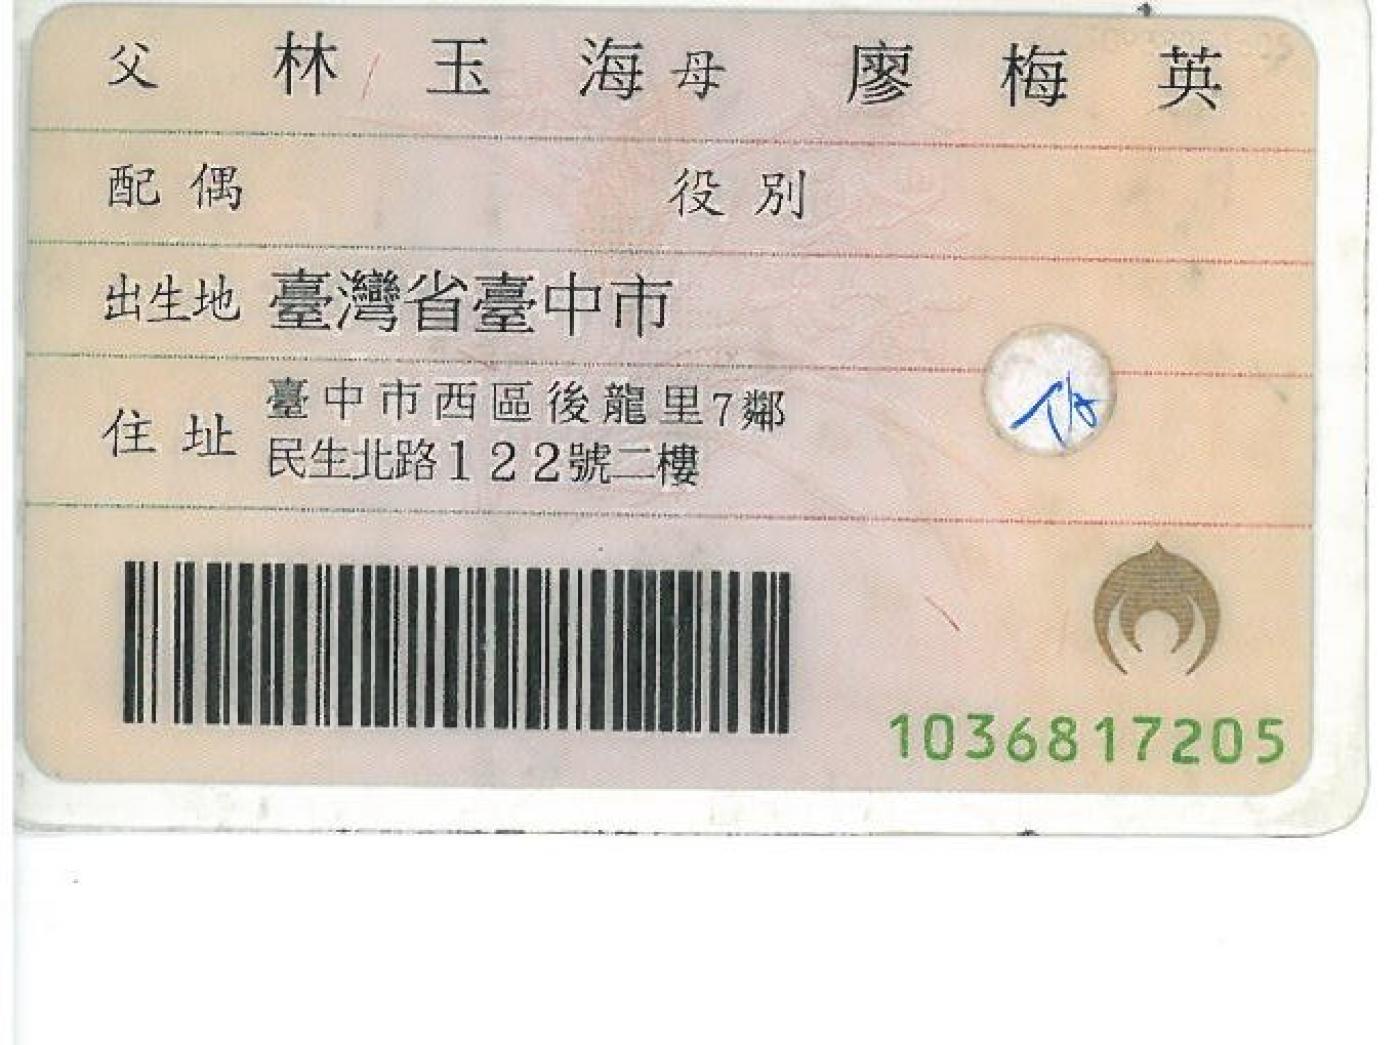 父 林玉海 母 廖梅英
配偶 役別
出生地 臺灣省臺中市
住址 臺中市西區後龍里7鄰
民生北路122號二樓
1036817205